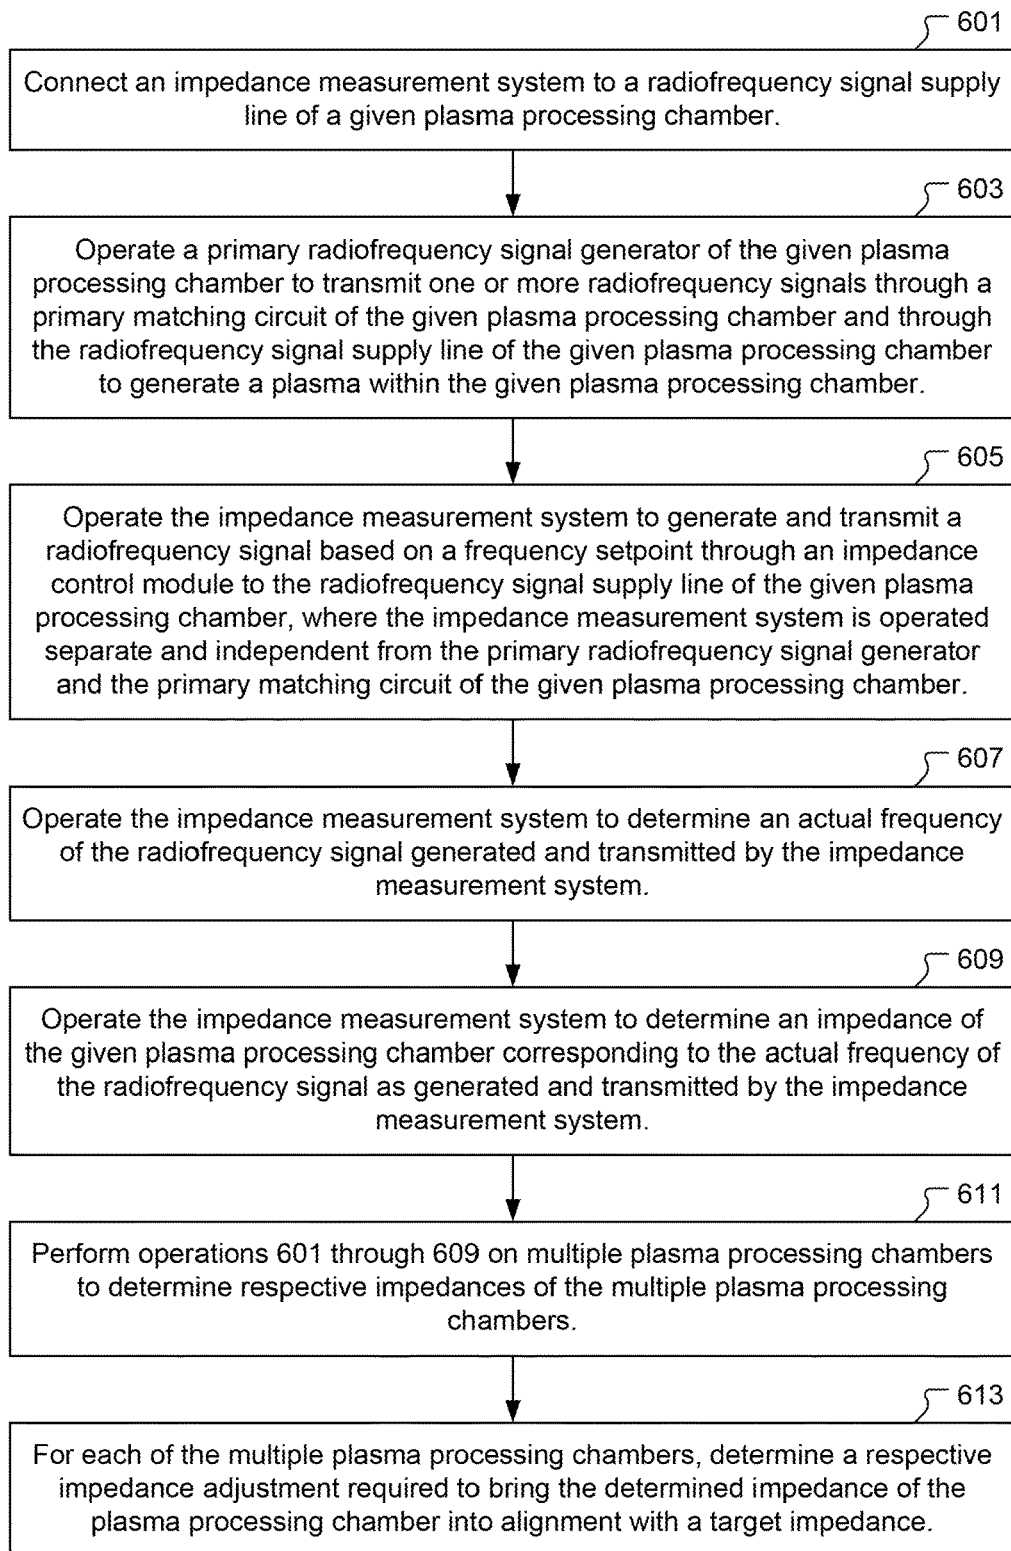 601
Connect an impedance measurement system to a radiofrequency signal supply
line of a given plasma processing chamber.
603
Operate a primary radiofrequency signal generator of the given plasma
processing chamber to transmit one or more radiofrequency signals through a
primary matching circuit of the given plasma processing chamber and through
the radiofrequency signal supply line of the given plasma processing chamber
to generate a plasma within the given plasma processing chamber.
605
Operate the impedance measurement system to generate and transmit a
radiofrequency signal based on a frequency setpoint through an impedance
control module to the radiofrequency signal supply line of the given plasma
processing chamber, where the impedance measurement system is operated
separate and independent from the primary radiofrequency signal generator
and the primary matching circuit of the given plasma processing chamber.
607
Operate the impedance measurement system to determine an actual frequency
of the radiofrequency signal generated and transmitted by the impedance
measurement system.
609
Operate the impedance measurement system to determine an impedance of
the given plasma processing chamber corresponding to the actual frequency of
the radiofrequency signal as generated and transmitted by the impedance
measurement system.
611
Perform operations 601 through 609 on multiple plasma processing chambers
to determine respective impedances of the multiple plasma processing
chambers.
613
For each of the multiple plasma processing chambers, determine a respective
impedance adjustment required to bring the determined impedance of the
plasma processing chamber into alignment with a target impedance.